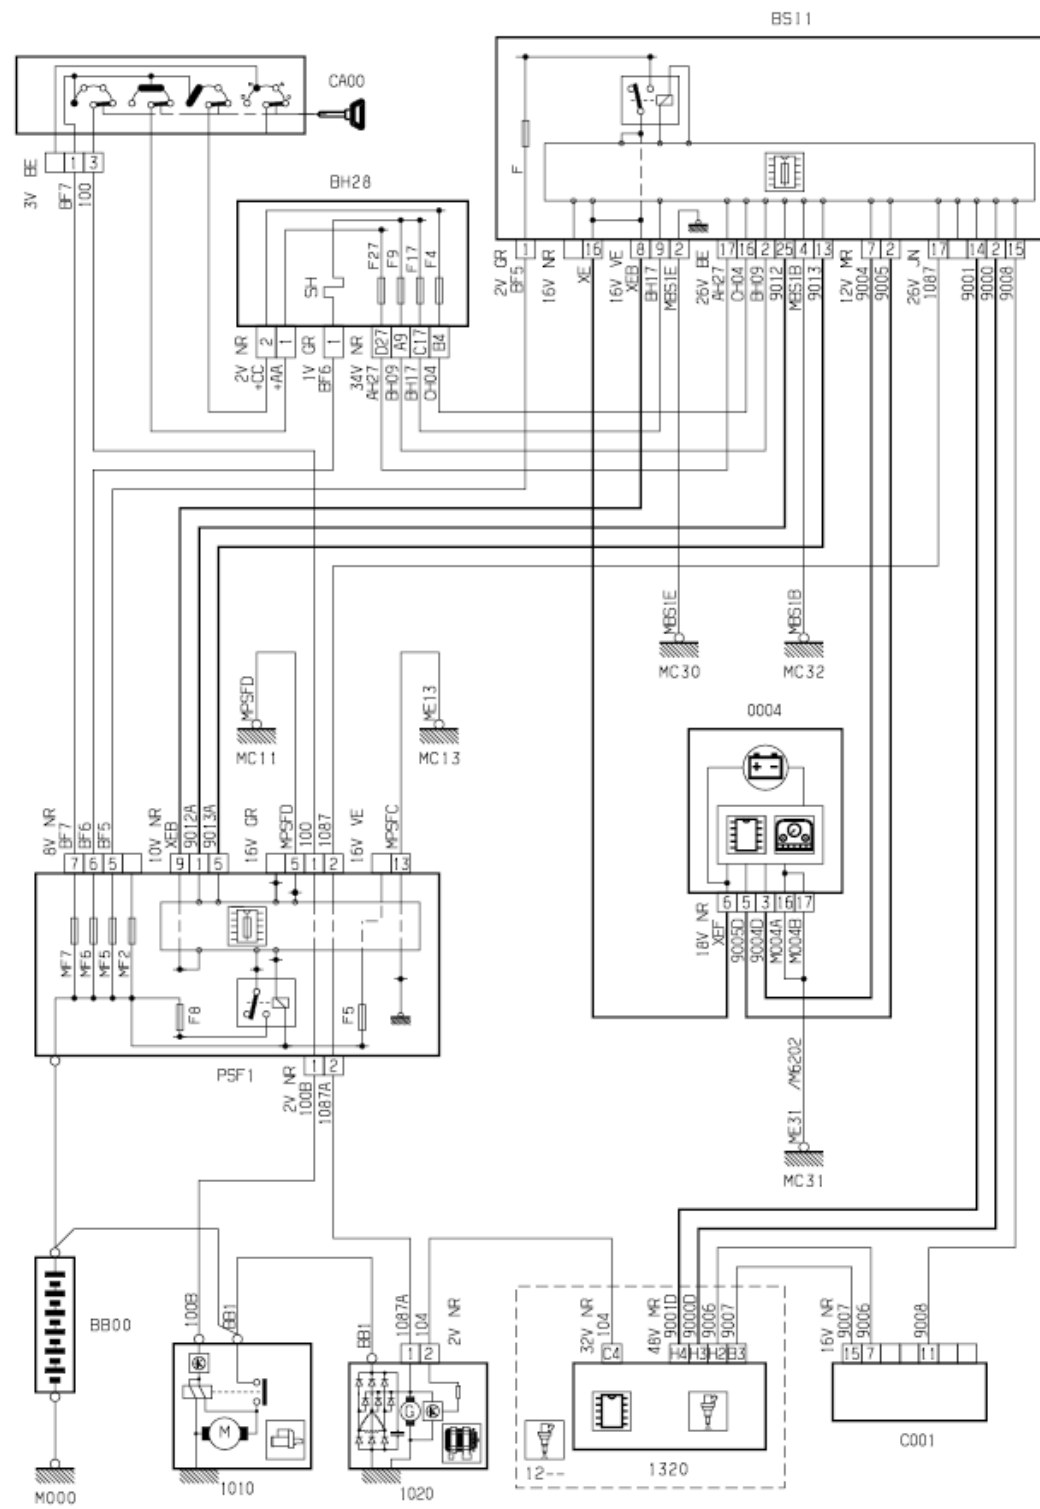 BSI1
CA00
3V BE
1 3
BF7
100
BH28
F27
F9
F17
F4
SH
F
2 1 1 D27 A9 C17 B4
2V NR
+CC
+AA
1V GR
BF6
34V NR
AH27
BH09
BH17
CH04
1 16 8 9 2 17 16 2 25 4 13 7 2 17 14 2 15
2V GR
BF5
16V NR
XE
16V VE
XEB
BH17
MBS1E
26V BE
AH27
CH04
BH09
9012
MBS1B
9013
12V MR
9004
9005
26V JN
1087
9001
9000
9008
MBS1E
MC30
MBS1B
MC32
MPSFD
MC11
ME13
MC13
0004
8V NR
BF7
BF6
BF5
10V NR
XEB
9012A
9013A
16V GR
MPSFD
100
1087
16V VE
MPSFC
7 6 5 9 1 5 5 1 2 13
MF7
MF6
MF5
MF2
F8
F5
PSF1
1 2
2V NR
100B
1087A
6 5 3 16 17
18V NR
XEF
9005D
9004D
M004A
M004B
ME31 /M6202
MC31
BB00
M000
100B
BB1
M
1010
BB1
1087A
104
2V NR
1 2
G
1020
32V NR
104
C4
48V MR
9001D
9000D
9006
9007
H4 H3 H2 B3
12--
1320
16V NR
9007
9006
9008
15 7 11
C001